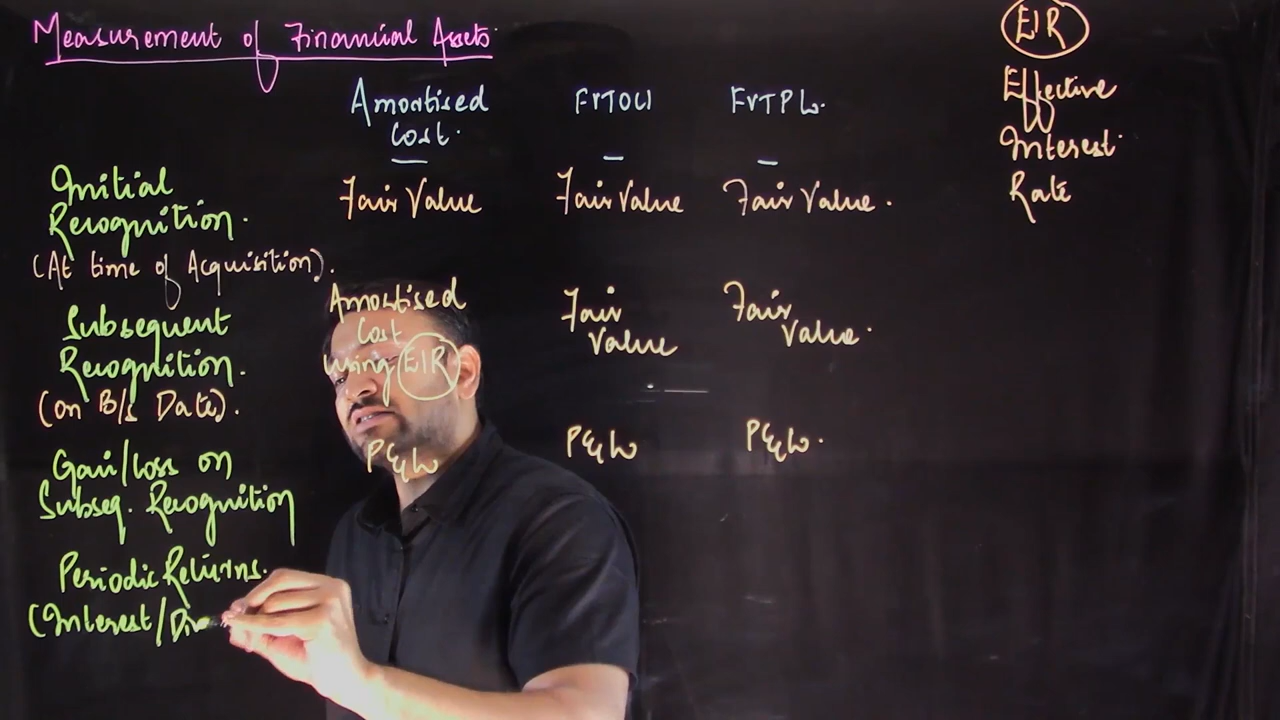 Measurement of Financial Assets
EIR
Effective
Interest
Rate
Amortised
Cost.
FVTOCI
FVTPL.
Initial
Recognition.
(At time of Acquisition).
Fair Value
Fair Value
Fair Value.
Subsequent
Recognition.
(on B/s Date).
Amortised
Cost
using EIR
Fair
Value
Fair
Value.
Gain/Loss on
Subseq. Recognition
P&L
P&L
P&L.
Periodic Returns.
(Interest/Div